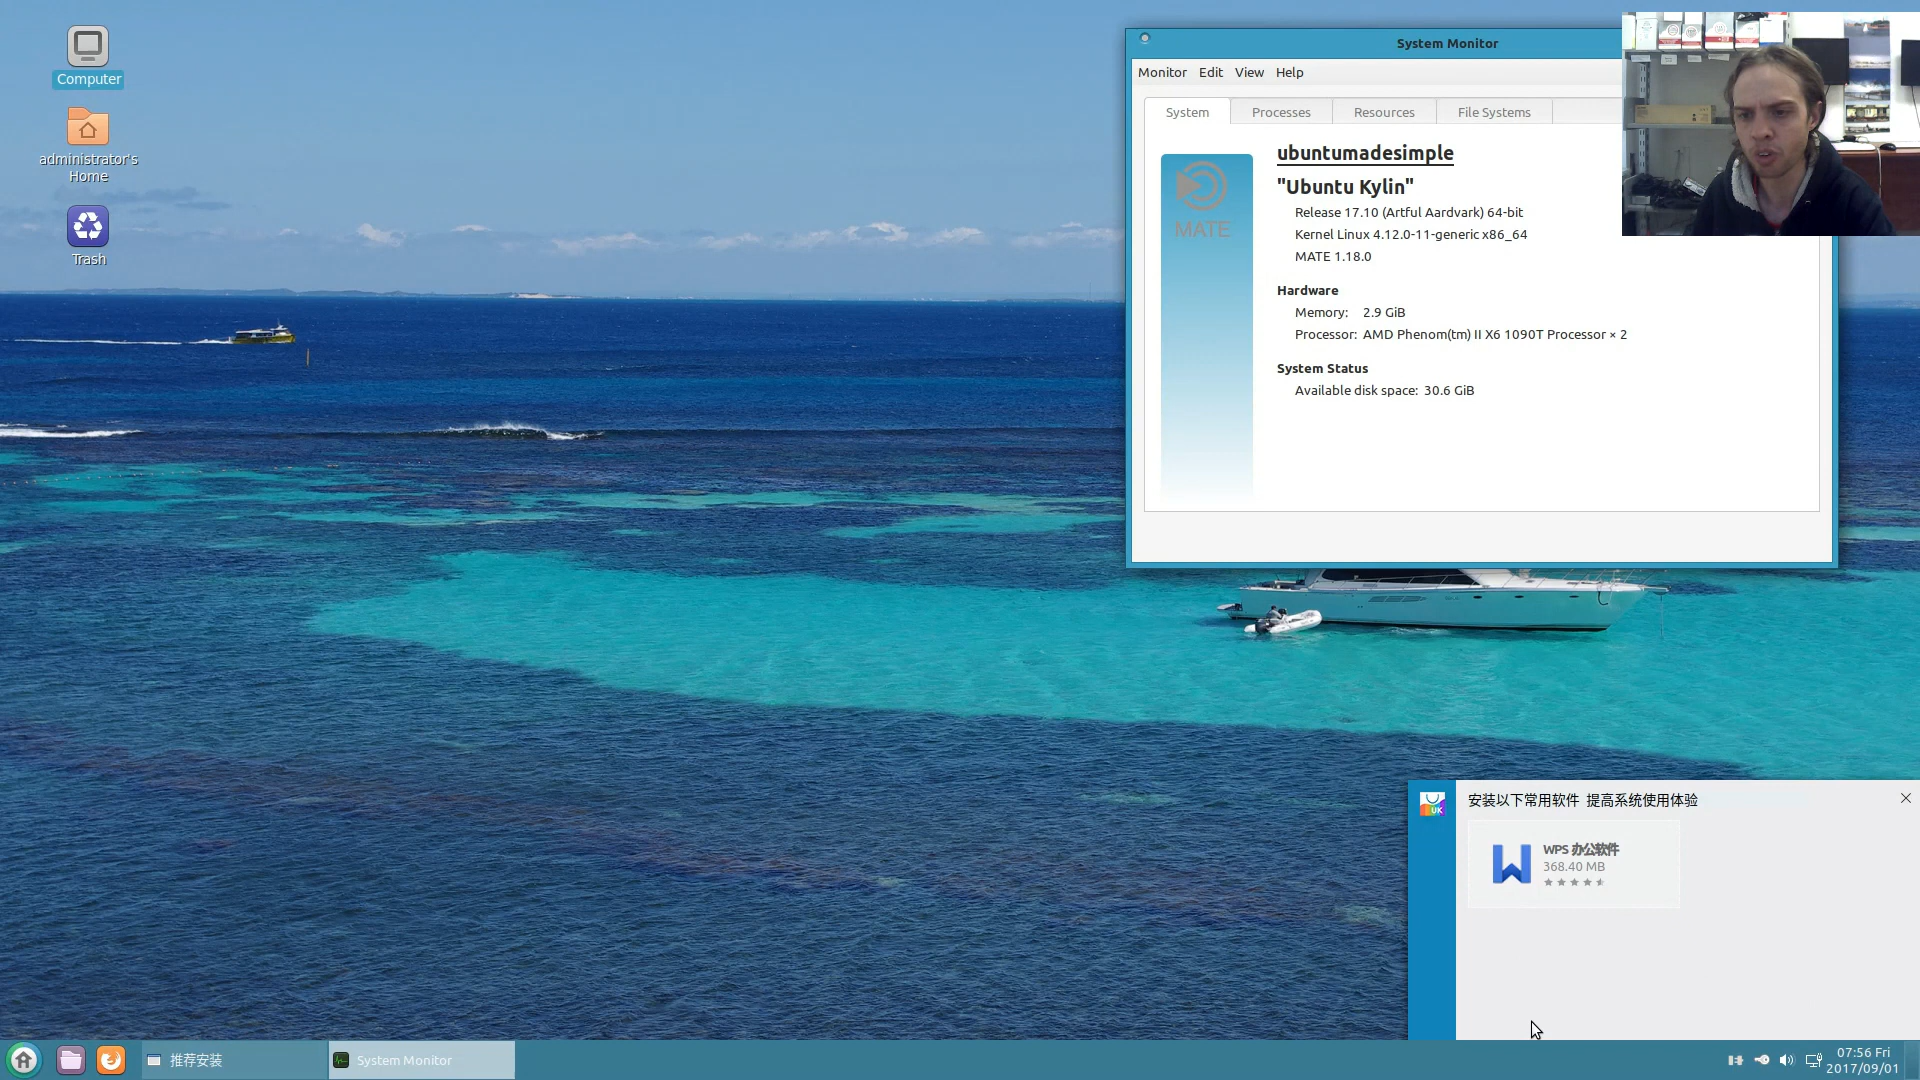 Computer
administrator's
Home
Trash
System Monitor
Monitor Edit View Help
System Processes Resources File Systems
MATE
ubuntumadesimple
"Ubuntu Kylin"
Release 17.10 (Artful Aardvark) 64-bit
Kernel Linux 4.12.0-11-generic x86_64
MATE 1.18.0
Hardware
Memory: 2.9 GiB
Processor: AMD Phenom(tm) II X6 1090T Processor × 2
System Status
Available disk space: 30.6 GiB
UK
安装以下常用软件 提高系统使用体验
WPS 办公软件
368.40 MB
推荐安装
System Monitor
07:56 Fri
2017/09/01